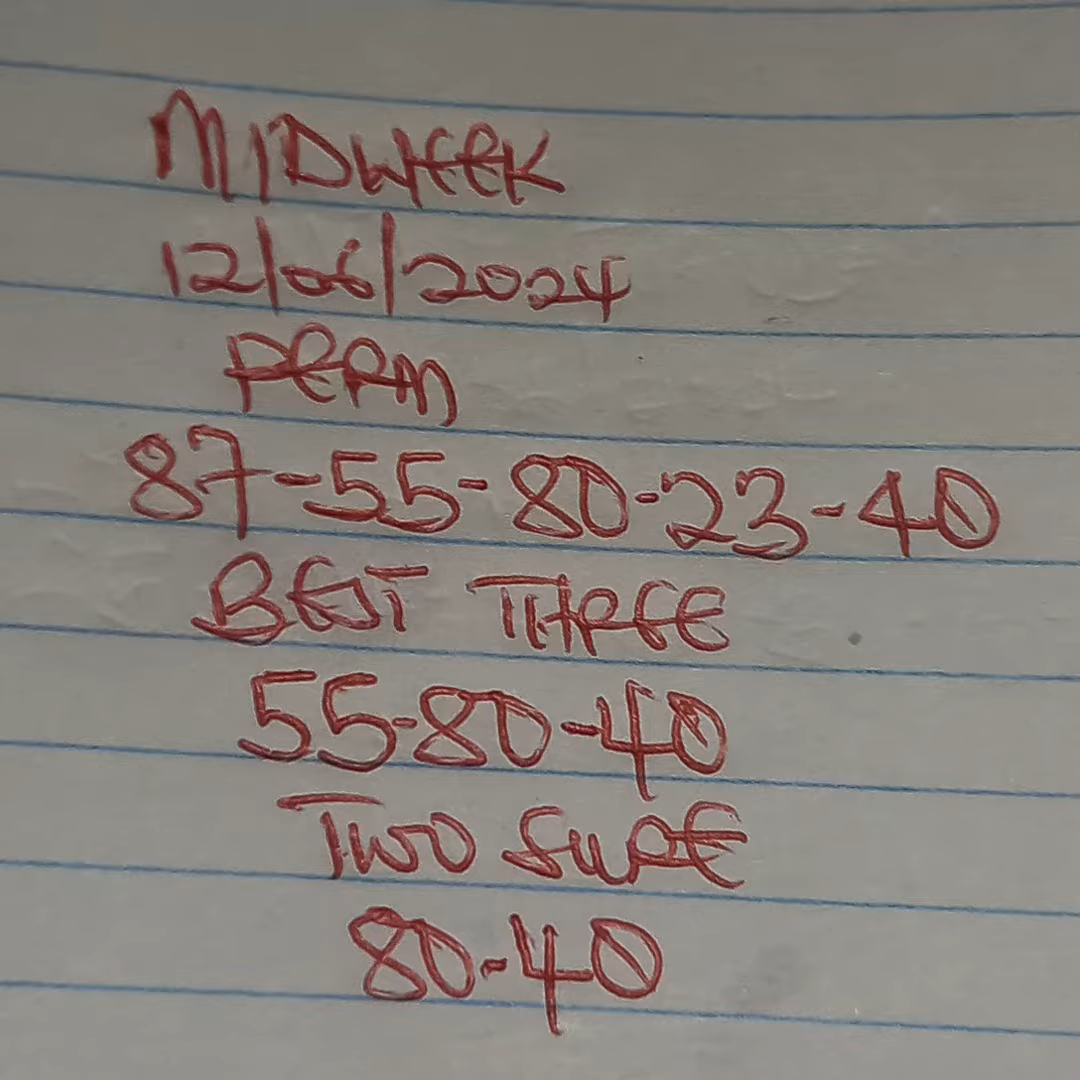 MIDWEEK
12/06/2024
PERM
87-55-80-23-40
BEST THREE
55-80-40
TWO SURE
80-40